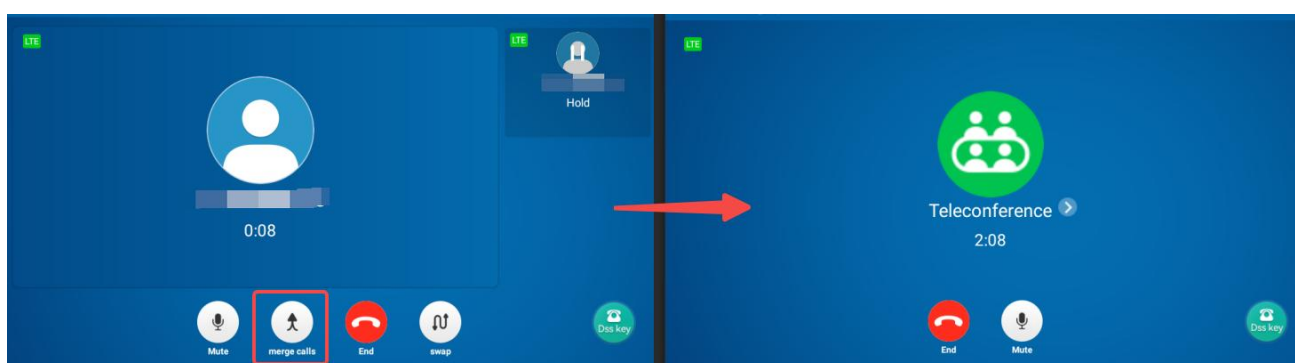 LTE
0:08
Mute
merge calls
End
swap
LTE
Hold
Dss key
LTE
Teleconference
2:08
End
Mute
Dss key